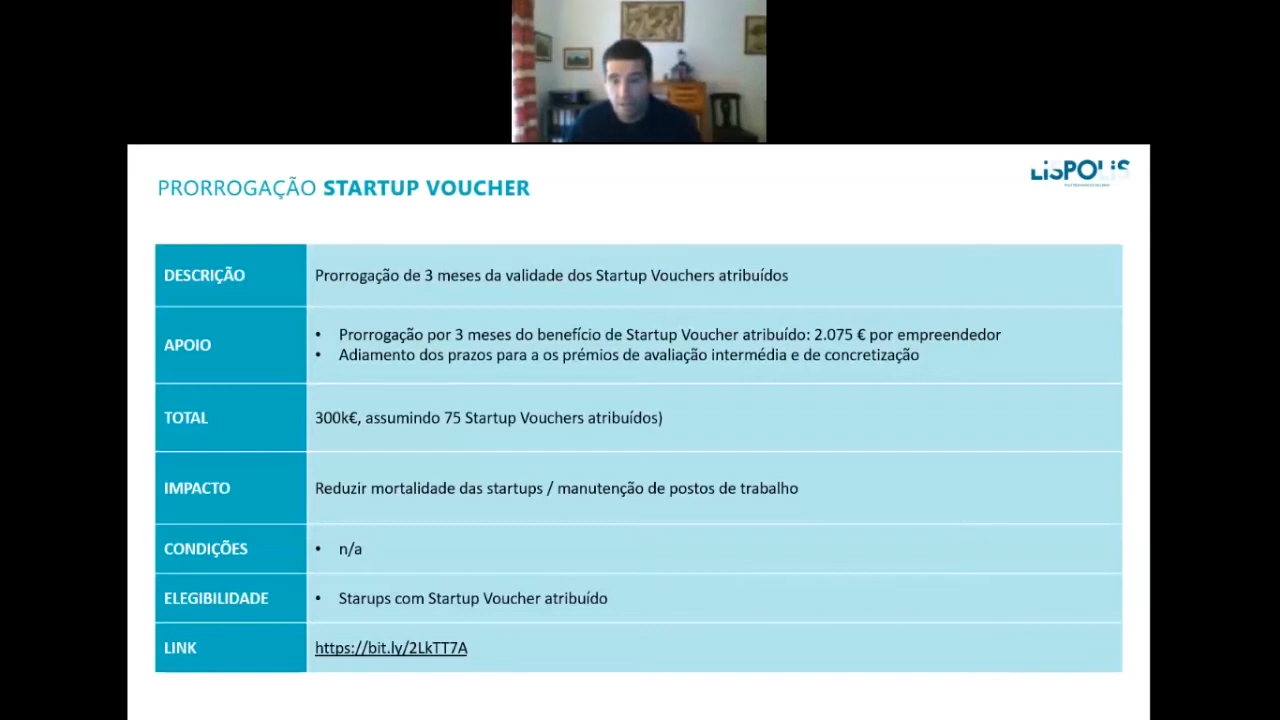 LiSPOLIS
PRORROGAÇÃO STARTUP VOUCHER
DESCRIÇÃO
Prorrogação de 3 meses da validade dos Startup Vouchers atribuídos
APOIO
• Prorrogação por 3 meses do benefício de Startup Voucher atribuído: 2.075 € por empreendedor
• Adiamento dos prazos para a os prémios de avaliação intermédia e de concretização
TOTAL
300k€, assumindo 75 Startup Vouchers atribuídos)
IMPACTO
Reduzir mortalidade das startups / manutenção de postos de trabalho
CONDIÇÕES
• n/a
ELEGIBILIDADE
• Starups com Startup Voucher atribuído
LINK
https://bit.ly/2LkTT7A